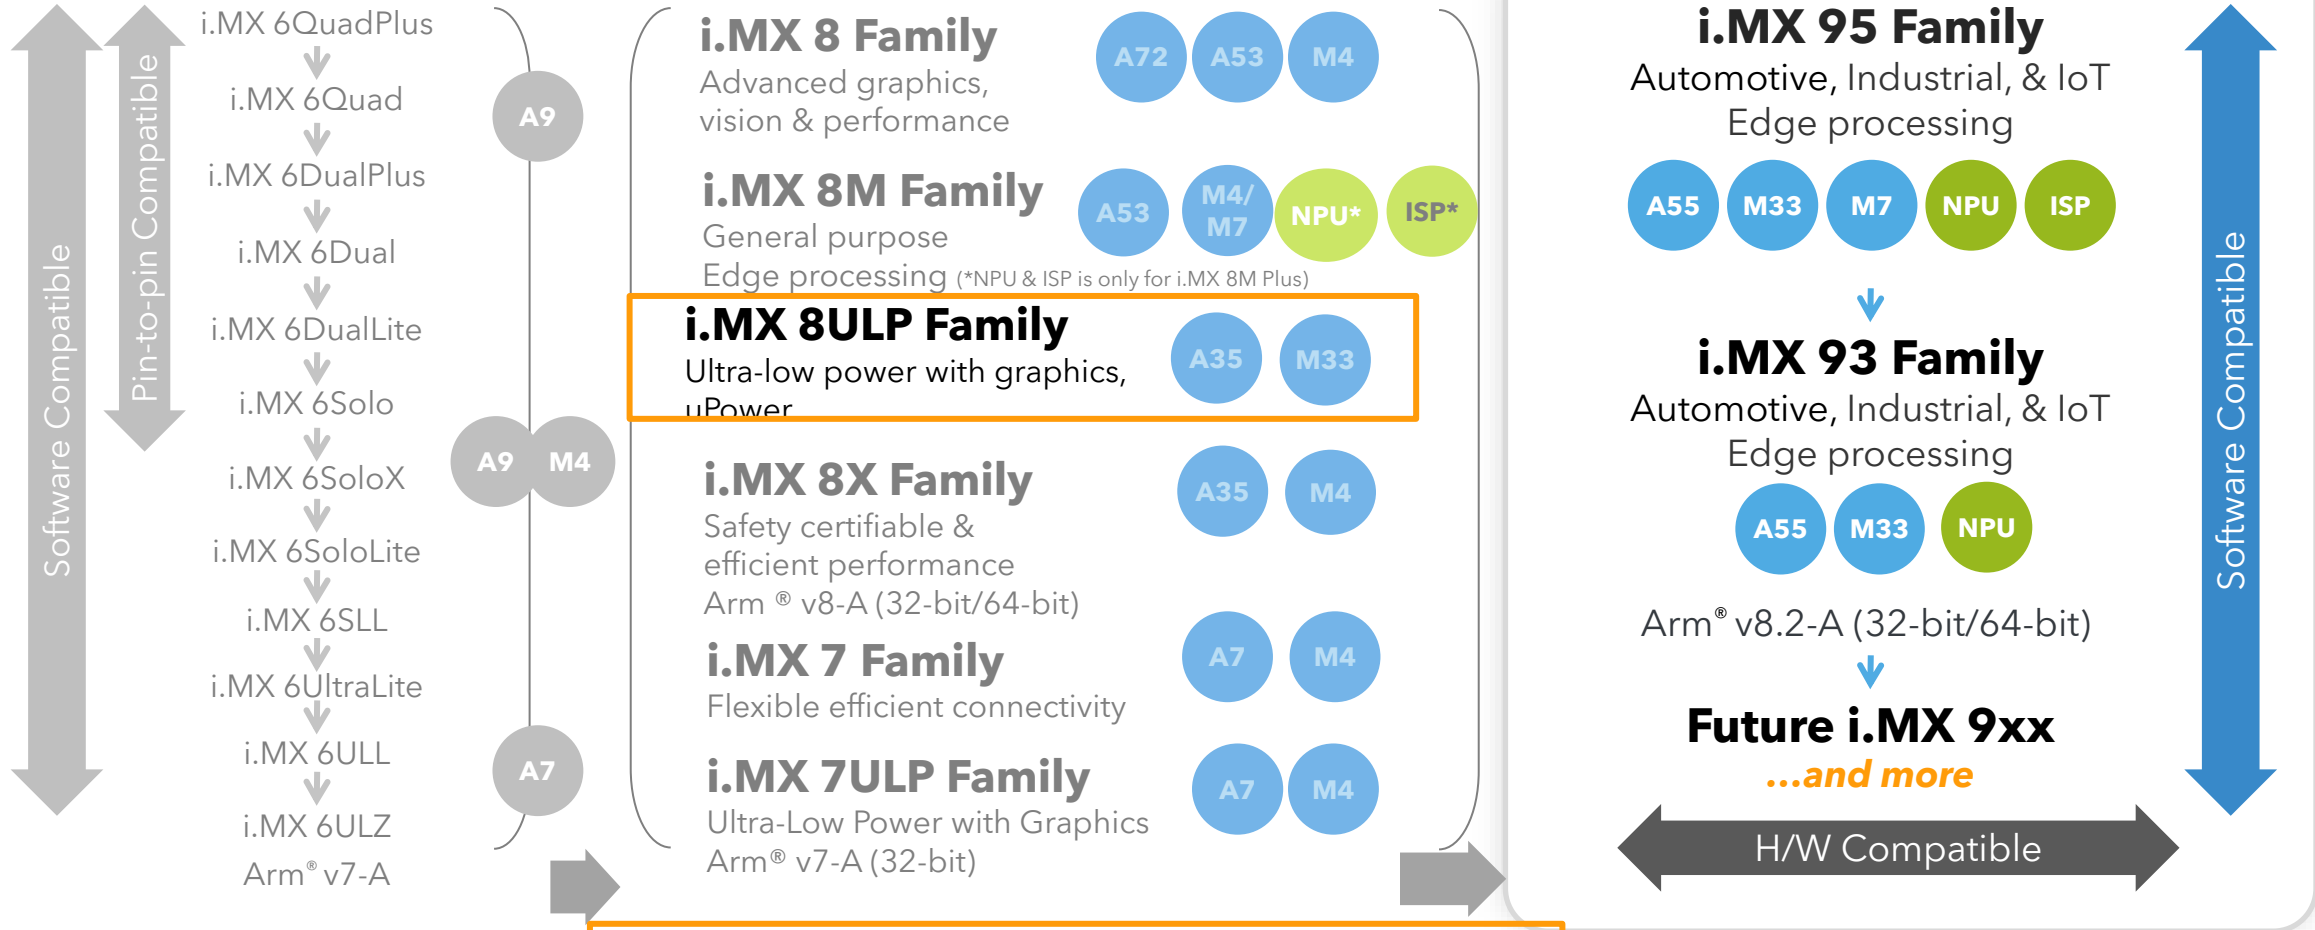 Software Compatible
Pin-to-pin Compatible
i.MX 6QuadPlus
i.MX 6Quad
i.MX 6DualPlus
i.MX 6Dual
i.MX 6DualLite
i.MX 6Solo
i.MX 6SoloX
i.MX 6SoloLite
i.MX 6SLL
i.MX 6UltraLite
i.MX 6ULL
i.MX 6ULZ
Arm® v7-A
A9
A9 M4
A7
i.MX 8 Family
Advanced graphics,
vision & performance
A72 A53 M4
i.MX 8M Family
General purpose
Edge processing (*NPU & ISP is only for i.MX 8M Plus)
A53 M4/
M7 NPU* ISP*
i.MX 8ULP Family
Ultra-low power with graphics,
uPower
A35 M33
i.MX 8X Family
Safety certifiable &
efficient performance
Arm ® v8-A (32-bit/64-bit)
A35 M4
i.MX 7 Family
Flexible efficient connectivity
A7 M4
i.MX 7ULP Family
Ultra-Low Power with Graphics
Arm® v7-A (32-bit)
A7 M4
i.MX 95 Family
Automotive, Industrial, & IoT
Edge processing
A55 M33 M7 NPU ISP
i.MX 93 Family
Automotive, Industrial, & IoT
Edge processing
A55 M33 NPU
Arm® v8.2-A (32-bit/64-bit)
Future i.MX 9xx
...and more
H/W Compatible
Software Compatible